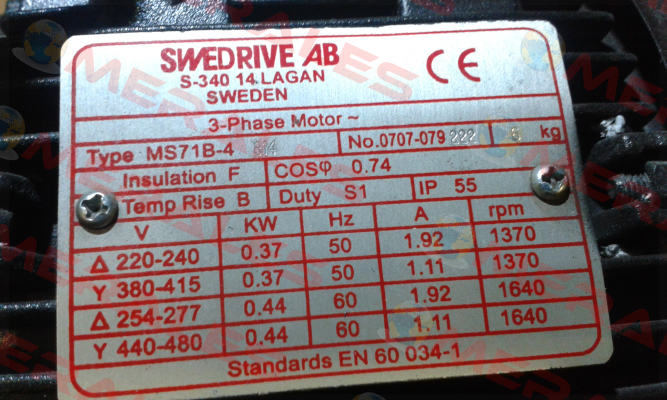 SWEDRIVE AB
S-340 14 LAGAN
SWEDEN
CE
3-Phase Motor ~
Type MS71B-4 B14 No.0707-079 222 6 kg
Insulation F COSφ 0.74
Temp Rise B Duty S1 IP 55
V KW Hz A rpm
Δ 220-240 0.37 50 1.92 1370
Y 380-415 0.37 50 1.11 1370
Δ 254-277 0.44 60 1.92 1640
Y 440-480 0.44 60 1.11 1640
Standards EN 60 034-1